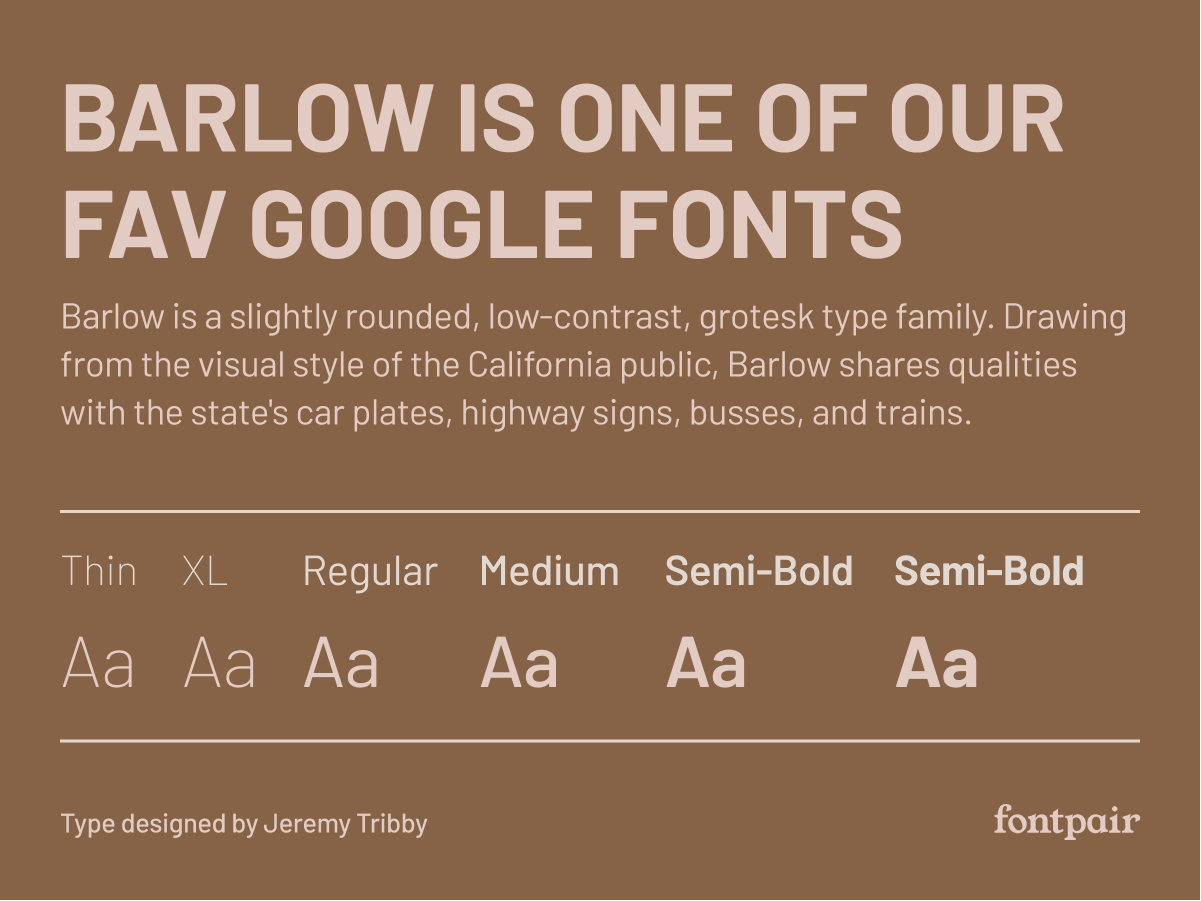 BARLOW IS ONE OF OUR
FAV GOOGLE FONTS
Barlow is a slightly rounded, low-contrast, grotesk type family. Drawing
from the visual style of the California public, Barlow shares qualities
with the state's car plates, highway signs, busses, and trains.
Thin XL Regular Medium Semi-Bold Semi-Bold
Aa Aa Aa Aa Aa Aa
Type designed by Jeremy Tribby
fontpair